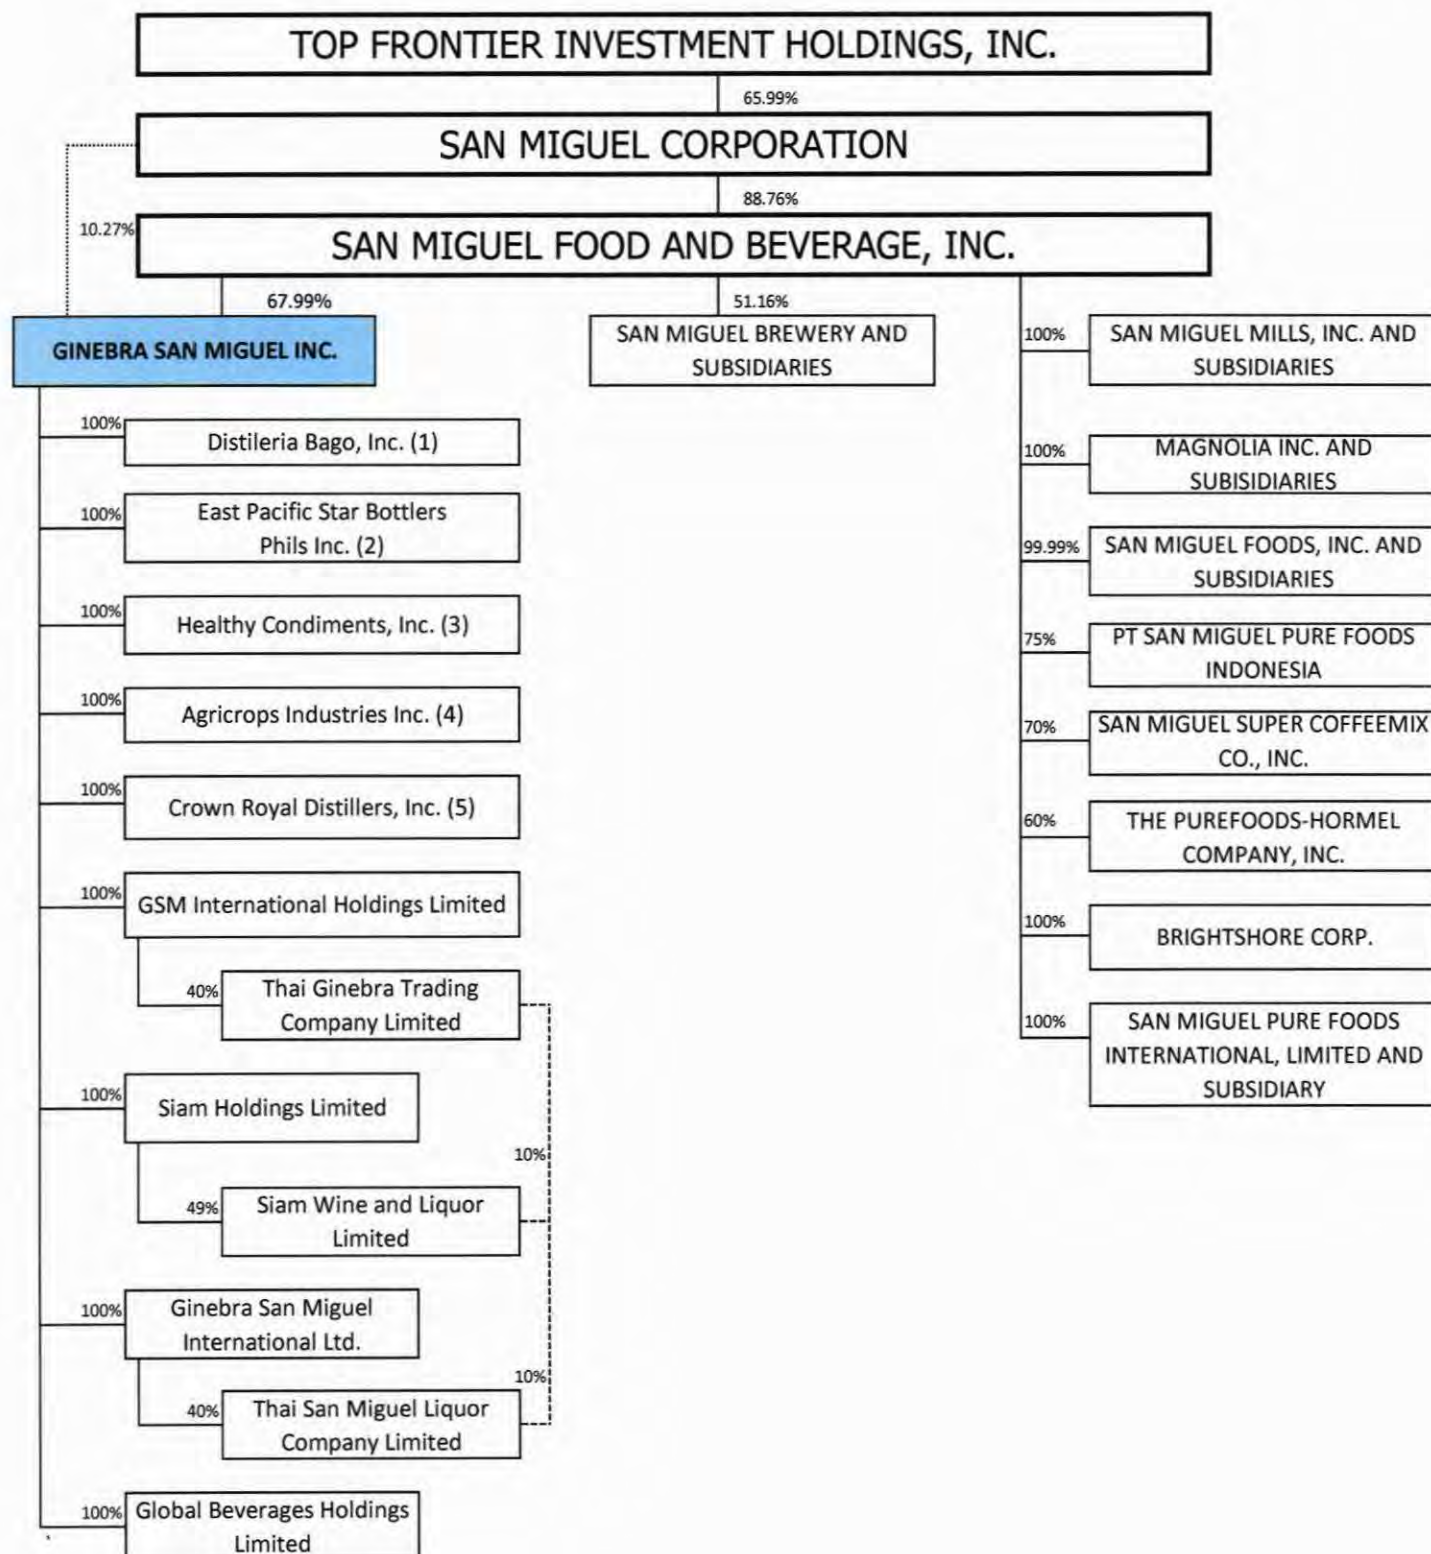 TOP FRONTIER INVESTMENT HOLDINGS, INC.
65.99%
SAN MIGUEL CORPORATION
88.76%
10.27%
SAN MIGUEL FOOD AND BEVERAGE, INC.
67.99%
51.16%
GINEBRA SAN MIGUEL INC.
SAN MIGUEL BREWERY AND
SUBSIDIARIES
100%
Distileria Bago, Inc. (1)
100%
East Pacific Star Bottlers
Phils Inc. (2)
100%
Healthy Condiments, Inc. (3)
100%
Agricrops Industries Inc. (4)
100%
Crown Royal Distillers, Inc. (5)
100%
GSM International Holdings Limited
40%
Thai Ginebra Trading
Company Limited
100%
Siam Holdings Limited
10%
49%
Siam Wine and Liquor
Limited
100%
Ginebra San Miguel
International Ltd.
10%
40%
Thai San Miguel Liquor
Company Limited
100%
Global Beverages Holdings
Limited
100%
SAN MIGUEL MILLS, INC. AND
SUBSIDIARIES
100%
MAGNOLIA INC. AND
SUBISIDIARIES
99.99%
SAN MIGUEL FOODS, INC. AND
SUBSIDIARIES
75%
PT SAN MIGUEL PURE FOODS
INDONESIA
70%
SAN MIGUEL SUPER COFFEEMIX
CO., INC.
60%
THE PUREFOODS-HORMEL
COMPANY, INC.
100%
BRIGHTSHORE CORP.
100%
SAN MIGUEL PURE FOODS
INTERNATIONAL, LIMITED AND
SUBSIDIARY